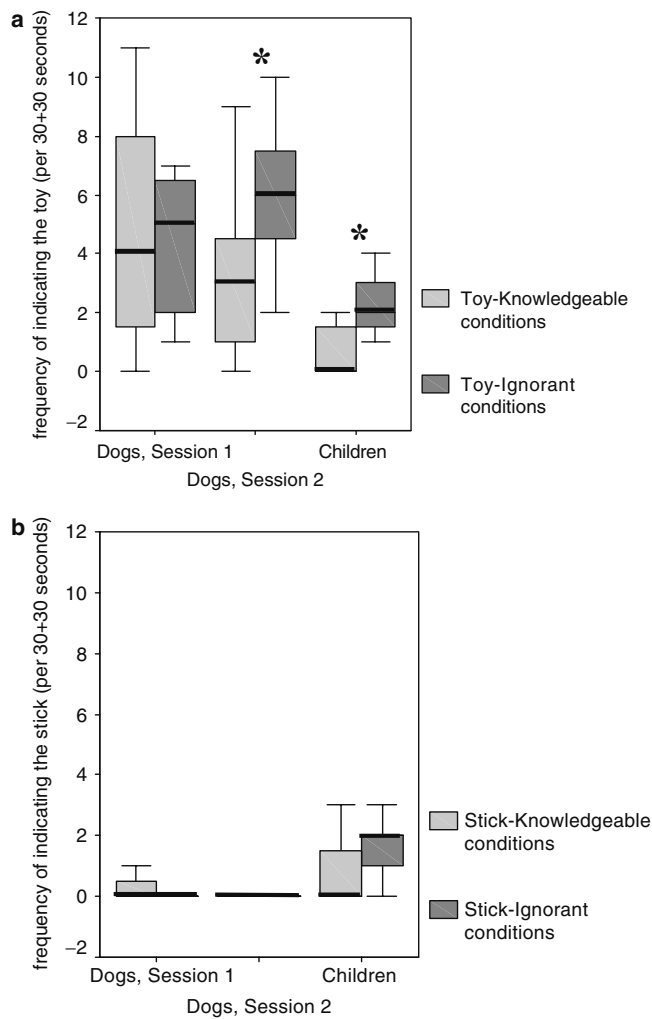 a
frequency of indicating the toy (per 30+30 seconds)
12
10
8
6
4
2
0
−2
*
*
Dogs, Session 1
Children
Dogs, Session 2
Toy-Knowledgeable
conditions
Toy-Ignorant
conditions
b
frequency of indicating the stick (per 30+30 seconds)
12
10
8
6
4
2
0
−2
Dogs, Session 1
Children
Dogs, Session 2
Stick-Knowledgeable
conditions
Stick-Ignorant
conditions